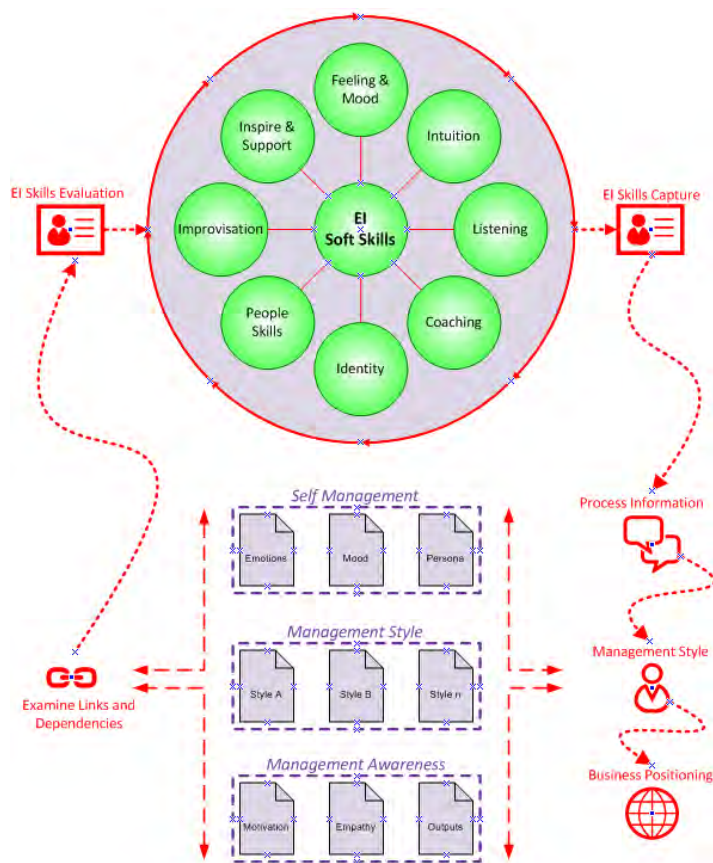 Feeling &
Mood
Inspire &
Support
Intuition
EI Skills Evaluation
EI Skills Capture
Improvisation
EI
Soft Skills
Listening
People
Skills
Coaching
Identity
Self Management
Process Information
Emotions
Mood
Persona
Management Style
Management Style
Style A
Style B
Style n
Examine Links and
Dependencies
Management Awareness
Business Positioning
Motivation
Empathy
Outputs